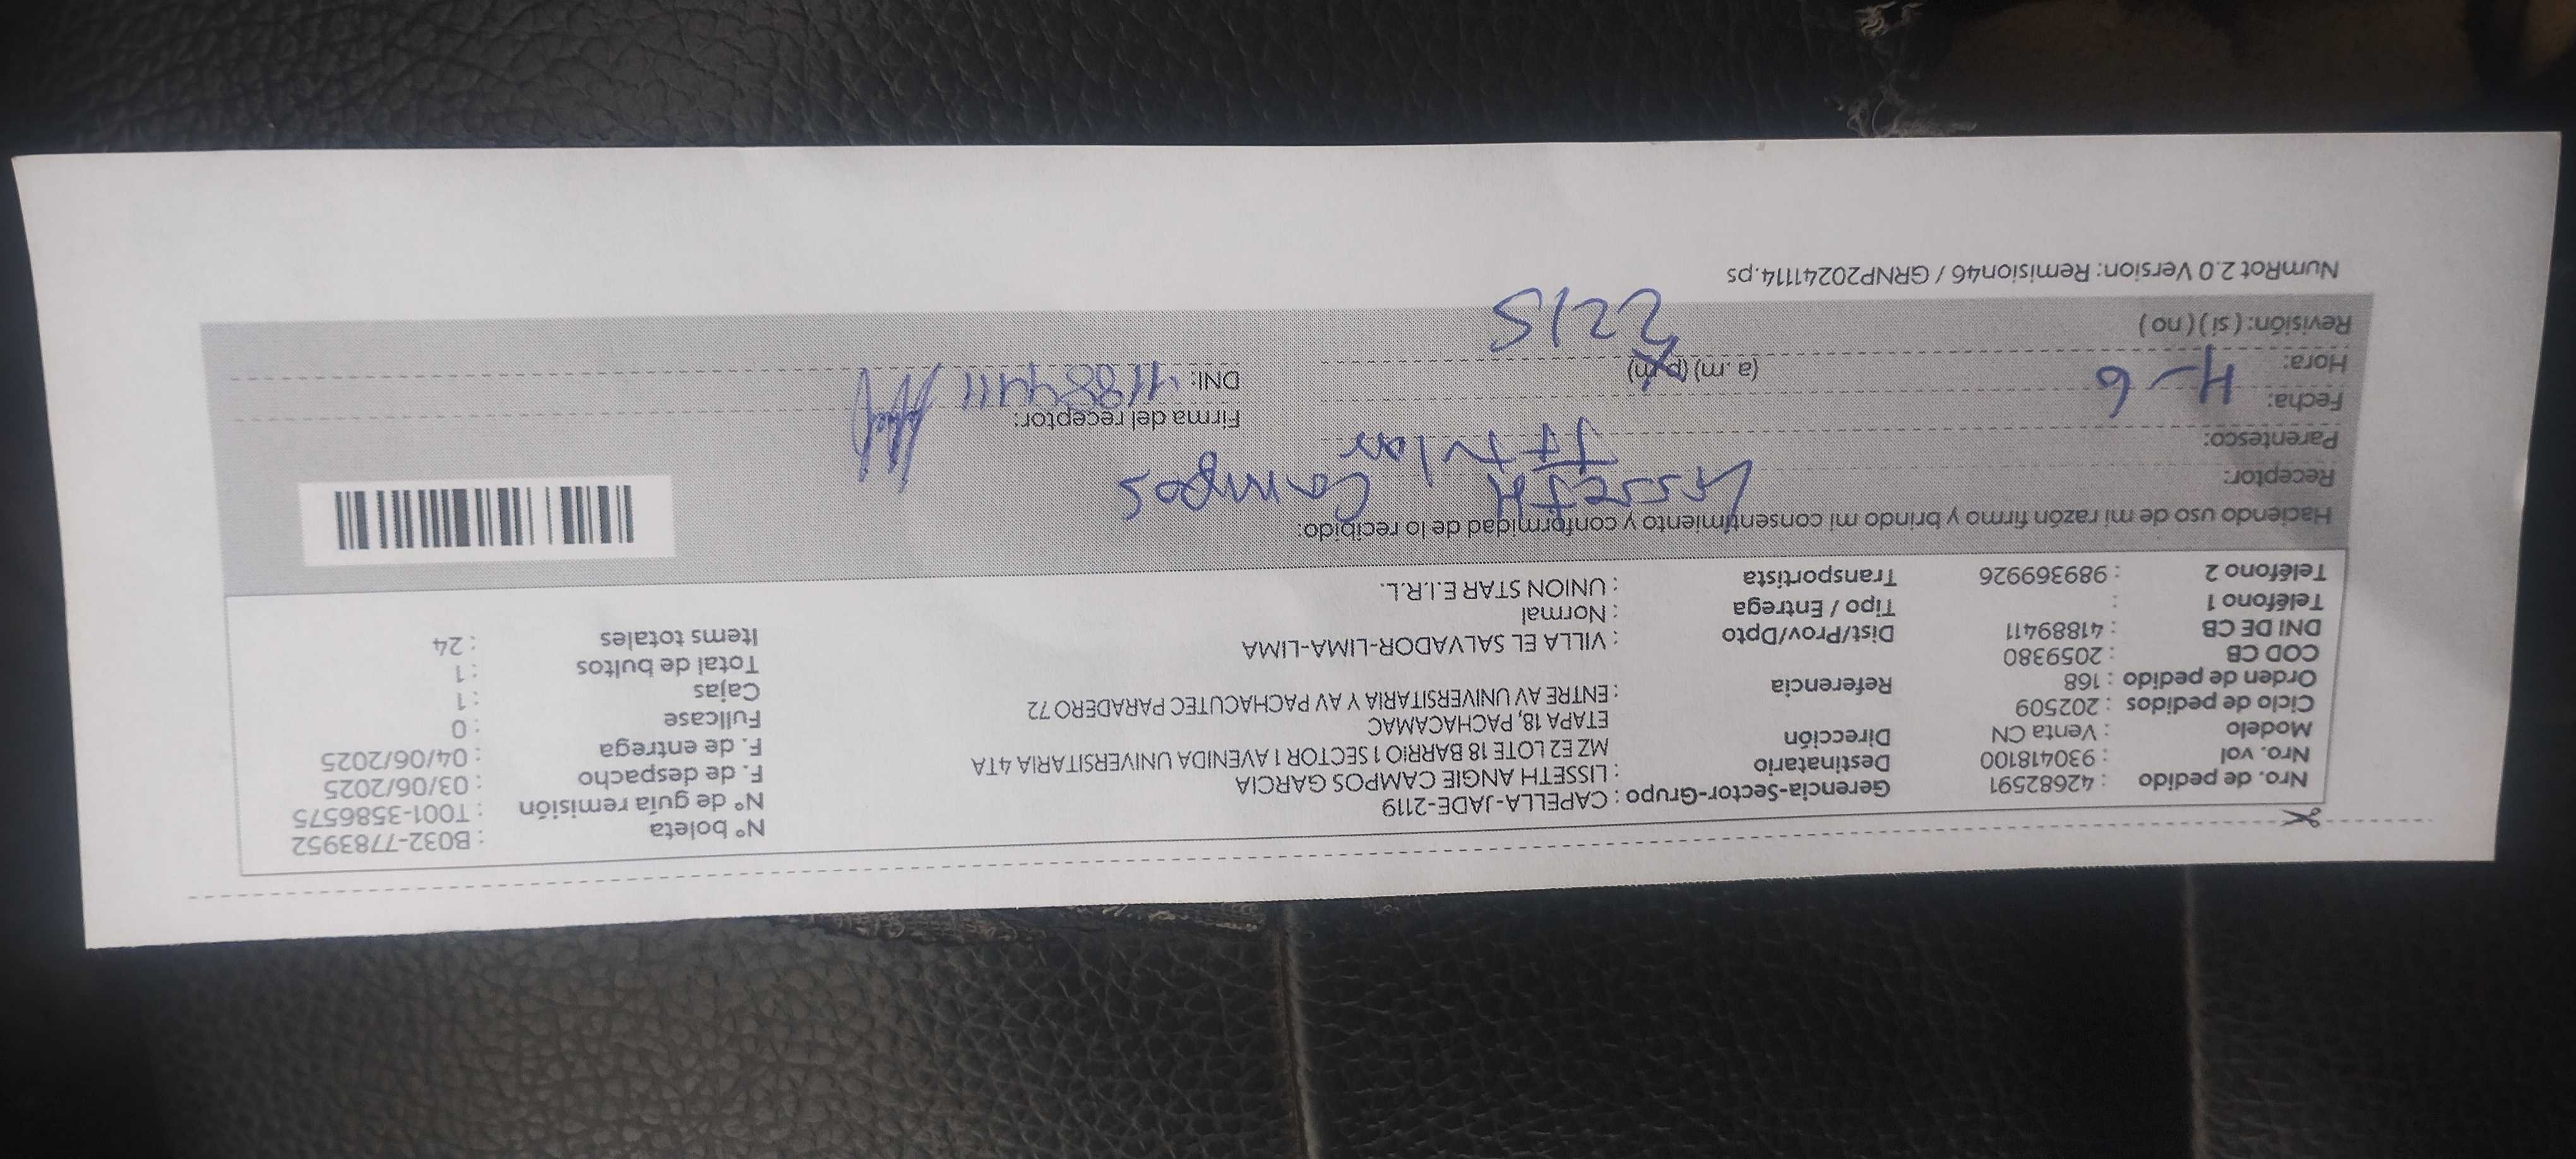 Nro. de pedido : 42682591
Nro. vol : 930418100
Modelo : Venta CN
Ciclo de pedidos : 202509
Orden de pedido : 168
COD CB : 2059380
DNI DE CB : 41889411
Teléfono 1 :
Teléfono 2 : 989369926
Gerencia-Sector-Grupo : CAPELLA-JADE-2119
Destinatario : LISSETH ANGIE CAMPOS GARCIA
Dirección MZ E2 LOTE 18 BARRIO 1 SECTOR 1 AVENIDA UNIVERSITARIA 4TA
ETAPA 18, PACHACAMAC
Referencia : ENTRE AV UNIVERSITARIA Y AV PACHACUTEC PARADERO 72
Dist/Prov/Dpto : VILLA EL SALVADOR-LIMA-LIMA
Tipo / Entrega : Normal
Transportista : UNION STAR E.I.R.L.
N° boleta : B032-7783952
N° de guía remisión : T001-3586575
F. de despacho : 03/06/2025
F. de entrega : 04/06/2025
Fullcase : 0
Cajas : 1
Total de bultos : 1
Items totales : 24
Haciendo uso de mi razón firmo y brindo mi consentimiento y conformidad de lo recibido:
Receptor: Lisseth Campos
Parentesco: Titular
Fecha: 4-6
Firma del receptor:
Hora: (a. m.) (p.m)
DNI: 41889411
Revisión: ( si ) ( no ) 2215
NumRot 2.0 Version: Remision46 / GRNP20241114.ps